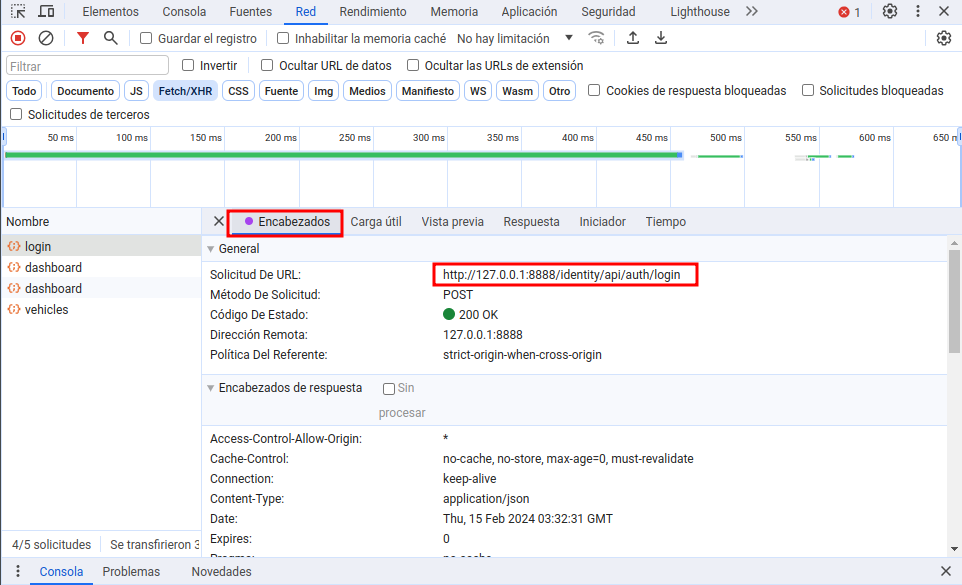 Elementos Consola Fuentes Red Rendimiento Memoria Aplicación Seguridad Lighthouse 1
Guardar el registro Inhabilitar la memoria caché No hay limitación
Filtrar Invertir Ocultar URL de datos Ocultar las URLs de extensión
Todo Documento JS Fetch/XHR CSS Fuente Img Medios Manifiesto WS Wasm Otro Cookies de respuesta bloqueadas Solicitudes bloqueadas
Solicitudes de terceros
50 ms 100 ms 150 ms 200 ms 250 ms 300 ms 350 ms 400 ms 450 ms 500 ms 550 ms 600 ms 650 m
Nombre Encabezados Carga útil Vista previa Respuesta Iniciador Tiempo
login
dashboard
dashboard
vehicles
General
Solicitud De URL: http://127.0.0.1:8888/identity/api/auth/login
Método De Solicitud: POST
Código De Estado: 200 OK
Dirección Remota: 127.0.0.1:8888
Política Del Referente: strict-origin-when-cross-origin
Encabezados de respuesta Sin
procesar
Access-Control-Allow-Origin: *
Cache-Control: no-cache, no-store, max-age=0, must-revalidate
Connection: keep-alive
Content-Type: application/json
Date: Thu, 15 Feb 2024 03:32:31 GMT
Expires: 0
4/5 solicitudes Se transfirieron 3
Consola Problemas Novedades